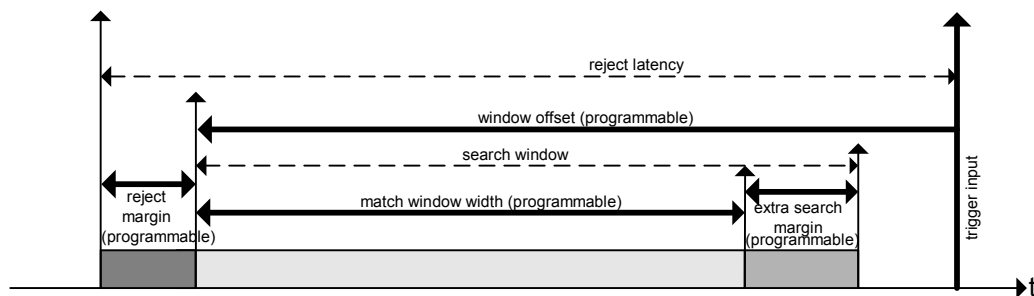 reject latency
window offset (programmable)
search window
reject
margin
(programmable)
match window width (programmable)
extra search
margin
(programmable)
trigger input
t